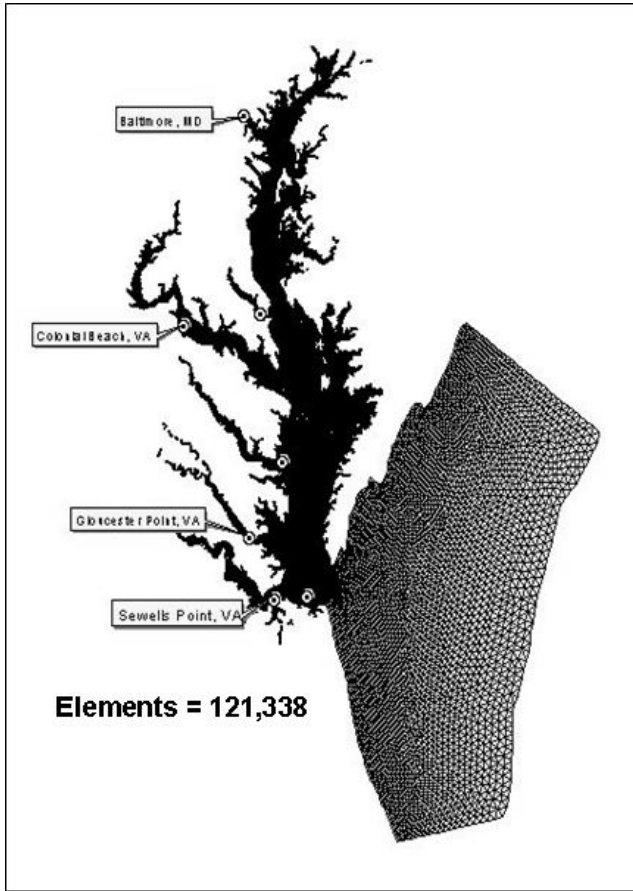 Baltimore, MD
Colonial Beach, VA
Gloucester Point, VA
Sewells Point, VA
Elements = 121,338